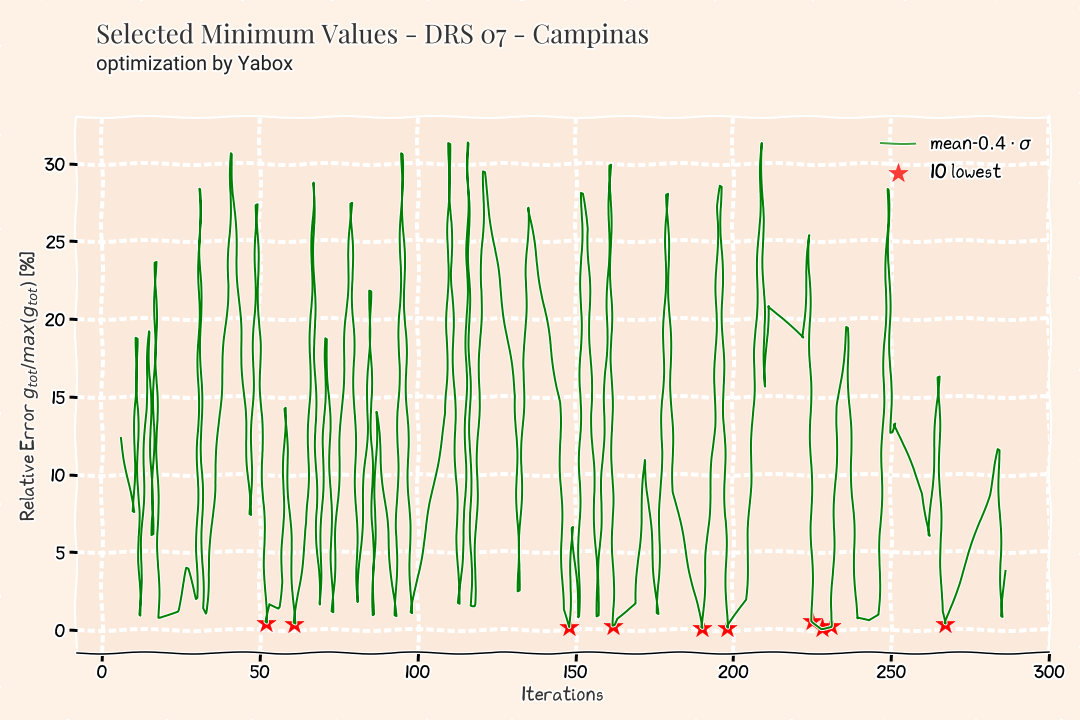 Selected Minimum Values - DRS 07 - Campinas
optimization by Yabox
mean-0.4 · σ
10 lowest
Relative Error g_tot/max(g_tot) [%]
30
25
20
15
10
5
0
0 50 100 150 200 250 300
Iterations